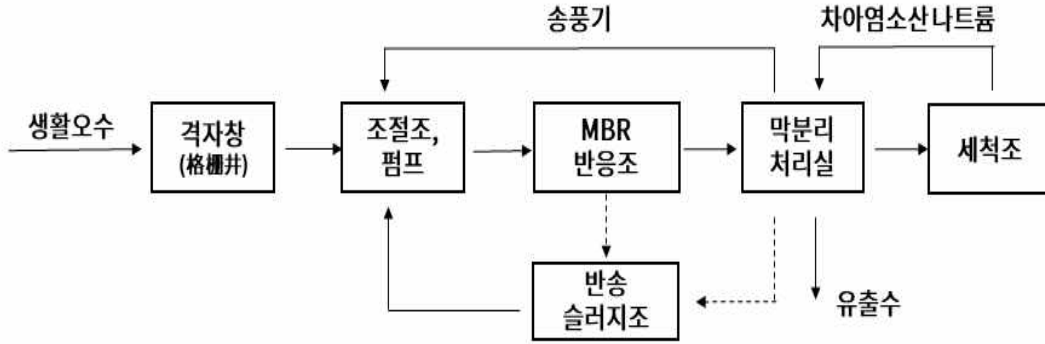 송풍기
차아염소산나트륨
생활오수
격자창
(格栅井)
조절조,
펌프
MBR
반응조
막분리
처리실
세척조
반송
슬러지조
유출수